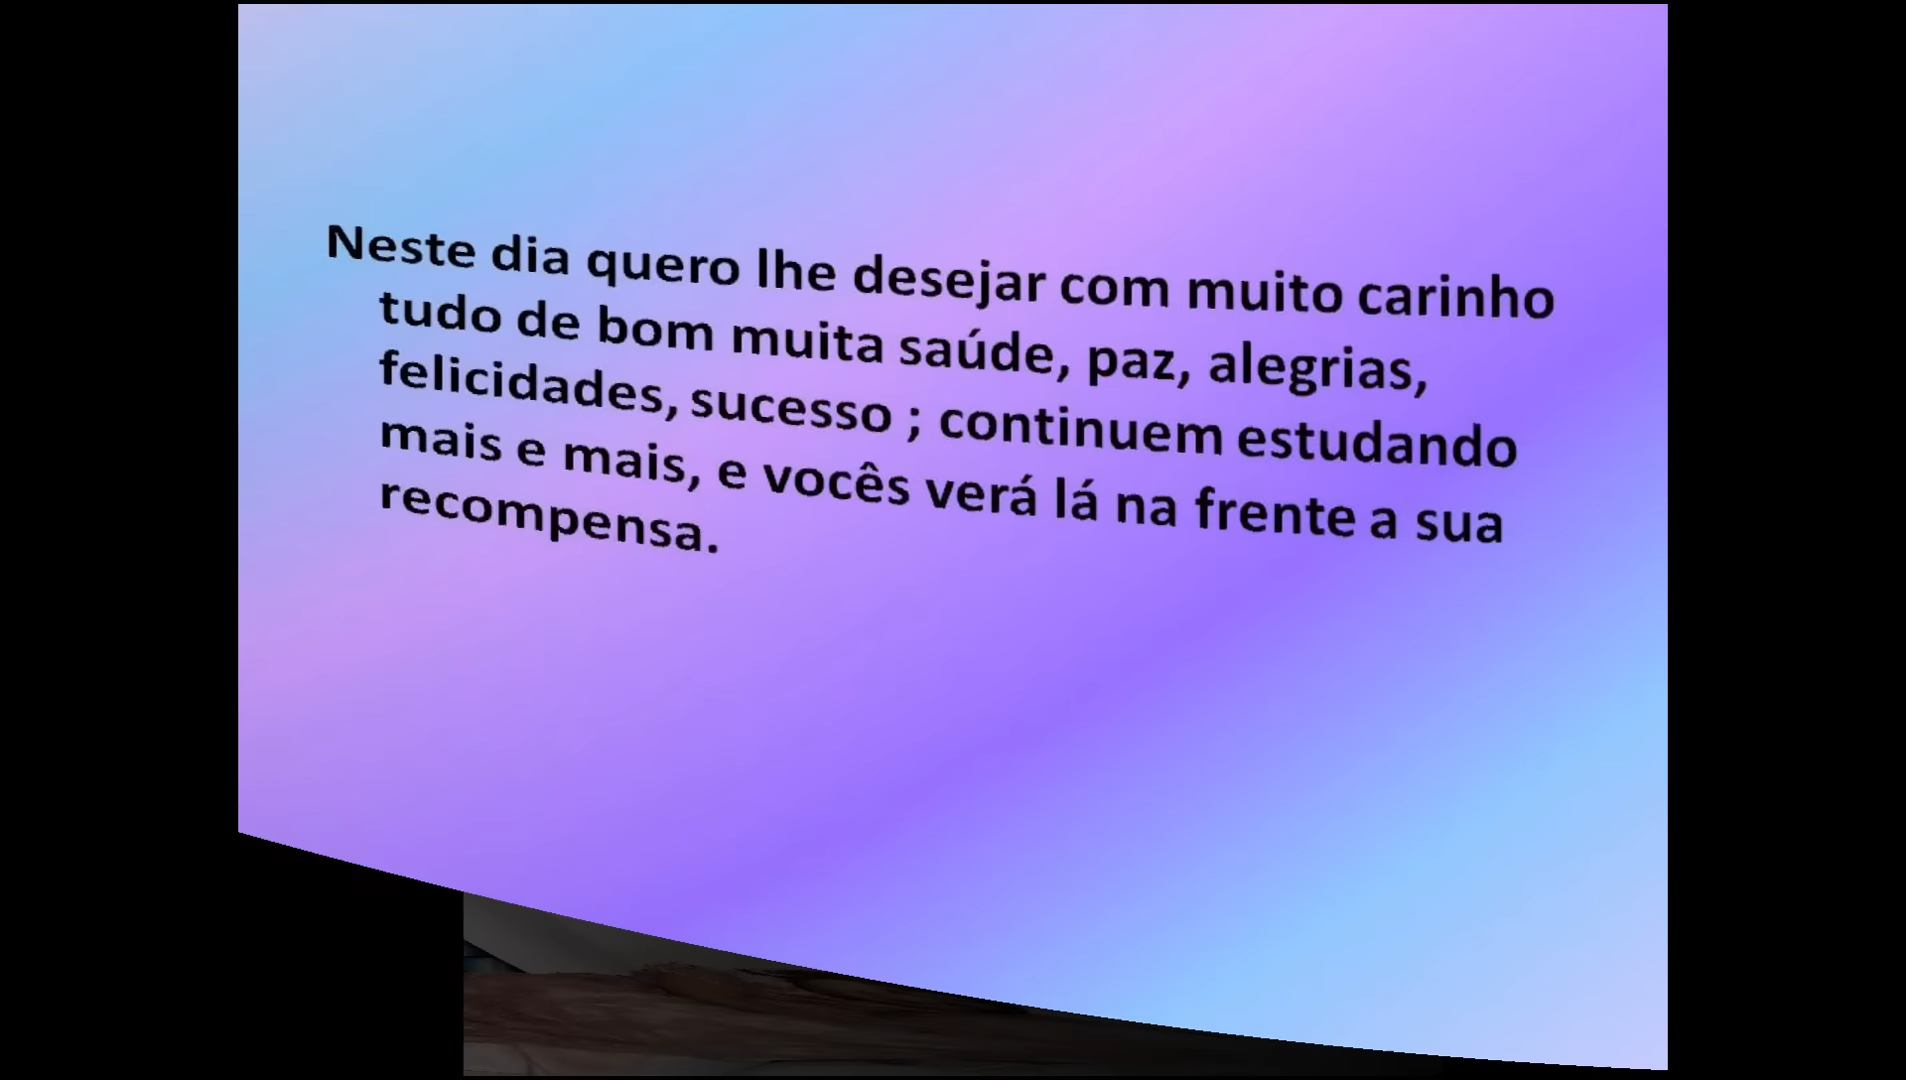 Neste dia quero lhe desejar com muito carinho
tudo de bom muita saúde, paz, alegrias,
felicidades, sucesso ; continuem estudando
mais e mais, e vocês verá lá na frente a sua
recompensa.